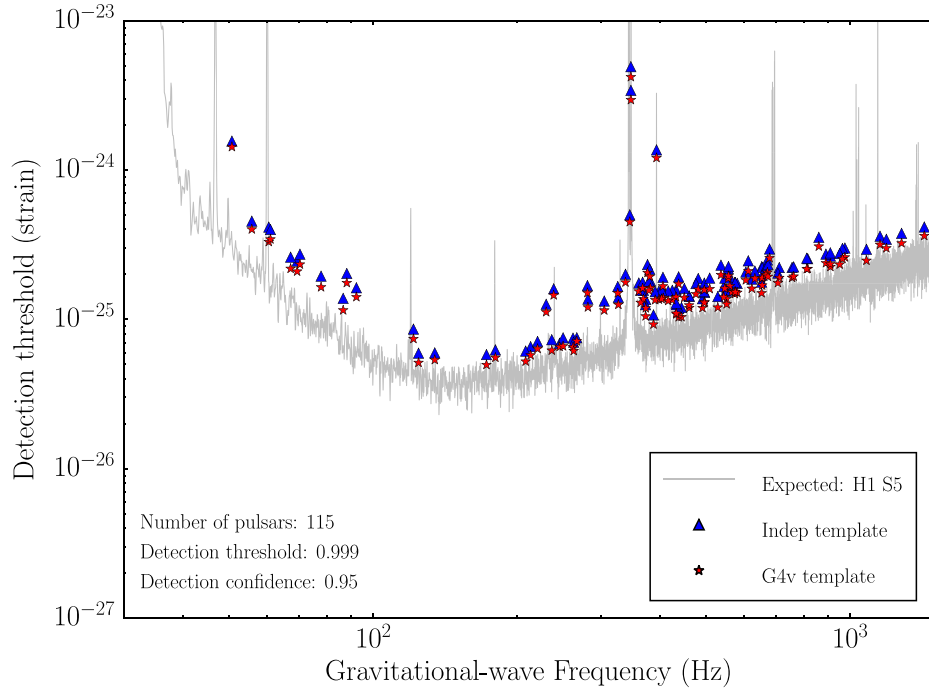 10^−23
10^−24
10^−25
10^−26
10^−27
Detection threshold (strain)
Number of pulsars: 115
Detection threshold: 0.999
Detection confidence: 0.95
Expected: H1 S5
Indep template
G4v template
10^2
10^3
Gravitational-wave Frequency (Hz)